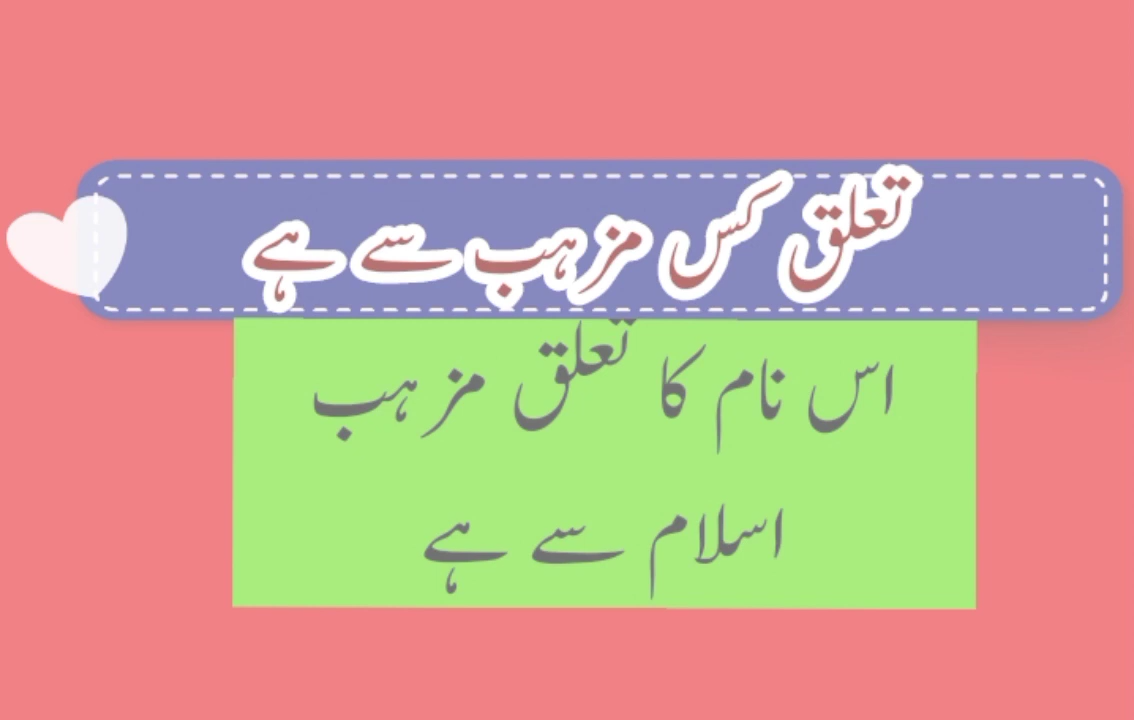 تعلق کس مزہب سے ہے
اس نام کا تعلق مزہب
اسلام سے ہے